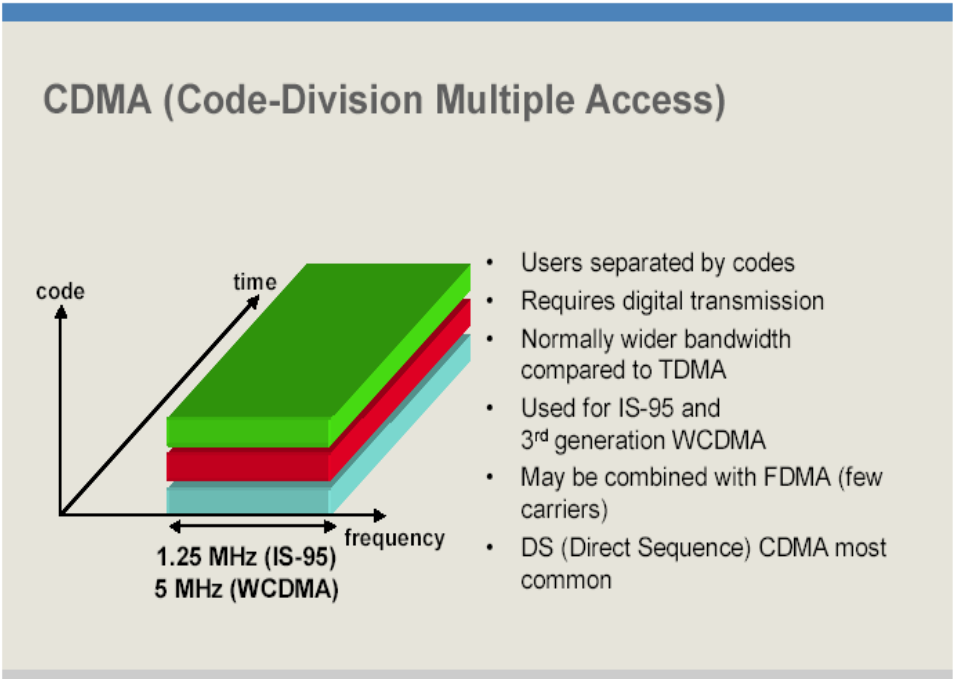 CDMA (Code-Division Multiple Access)
code
time
frequency
1.25 MHz (IS-95)
5 MHz (WCDMA)
• Users separated by codes
• Requires digital transmission
• Normally wider bandwidth
compared to TDMA
• Used for IS-95 and
3rd generation WCDMA
• May be combined with FDMA (few
carriers)
• DS (Direct Sequence) CDMA most
common